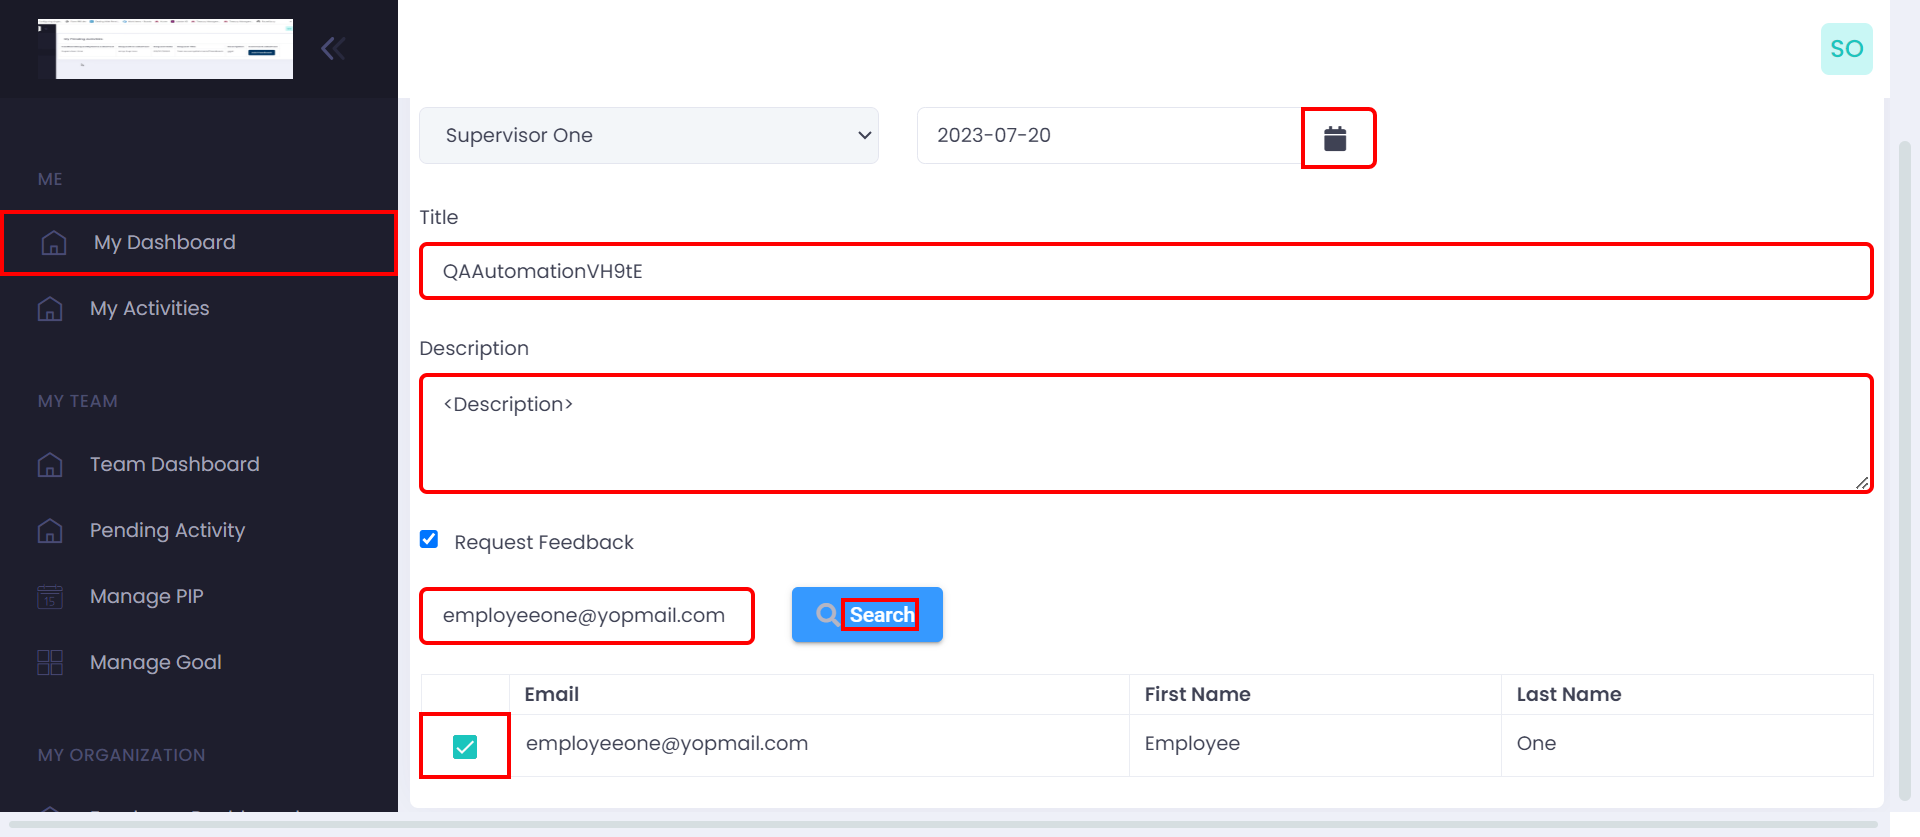 SO
ME
My Dashboard
My Activities
MY TEAM
Team Dashboard
Pending Activity
15
Manage PIP
Manage Goal
MY ORGANIZATION
Supervisor One
2023-07-20
Title
QAAutomationVH9tE
Description
<Description>
Request Feedback
employeeone@yopmail.com
Search
Email First Name Last Name
employeeone@yopmail.com Employee One